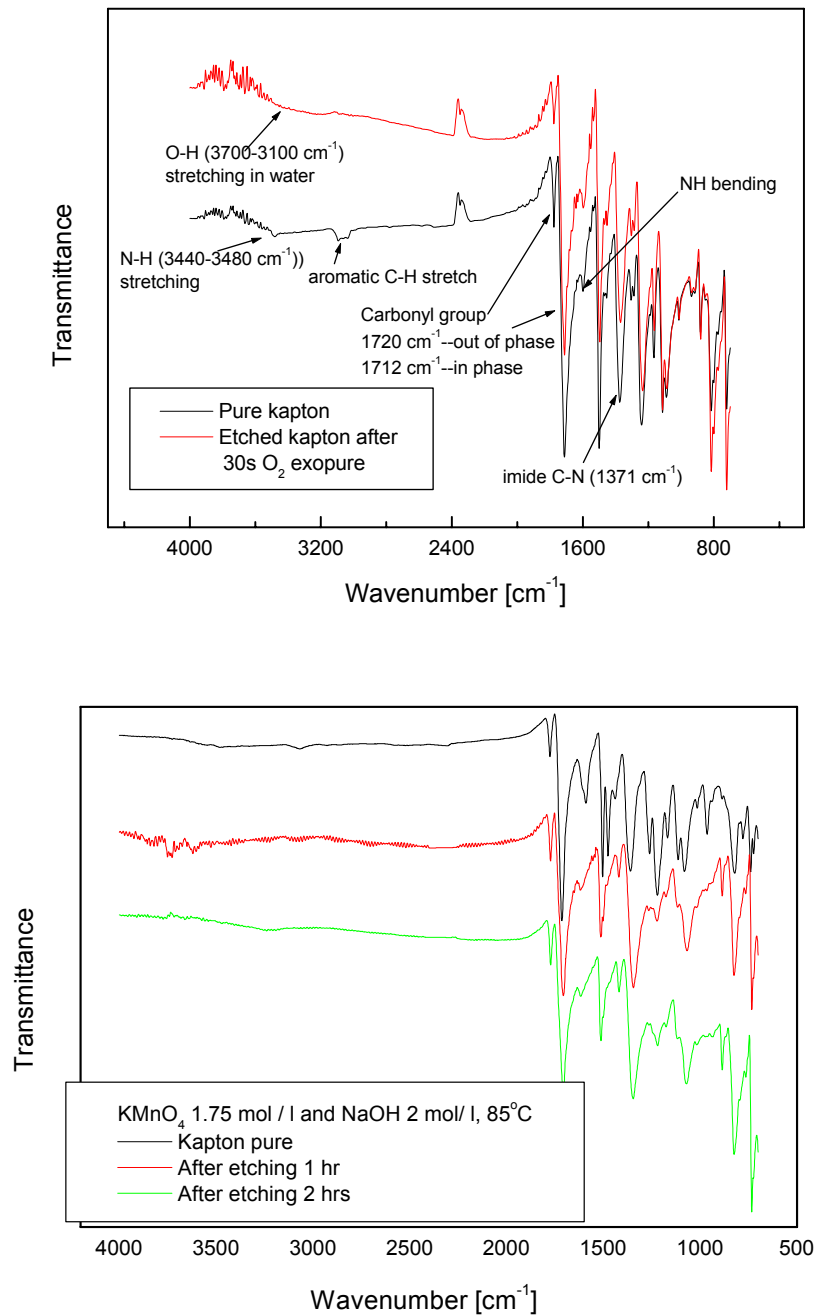 O-H (3700-3100 cm⁻¹)
stretching in water
N-H (3440-3480 cm⁻¹))
stretching
aromatic C-H stretch
NH bending
Carbonyl group
1720 cm⁻¹--out of phase
1712 cm⁻¹--in phase
imide C-N (1371 cm⁻¹)
Pure kapton
Etched kapton after
30s O₂ exopure
Transmittance
4000 3200 2400 1600 800
Wavenumber [cm⁻¹]
Transmittance
KMnO₄ 1.75 mol / l and NaOH 2 mol/ l, 85°C
Kapton pure
After etching 1 hr
After etching 2 hrs
4000 3500 3000 2500 2000 1500 1000 500
Wavenumber [cm⁻¹]